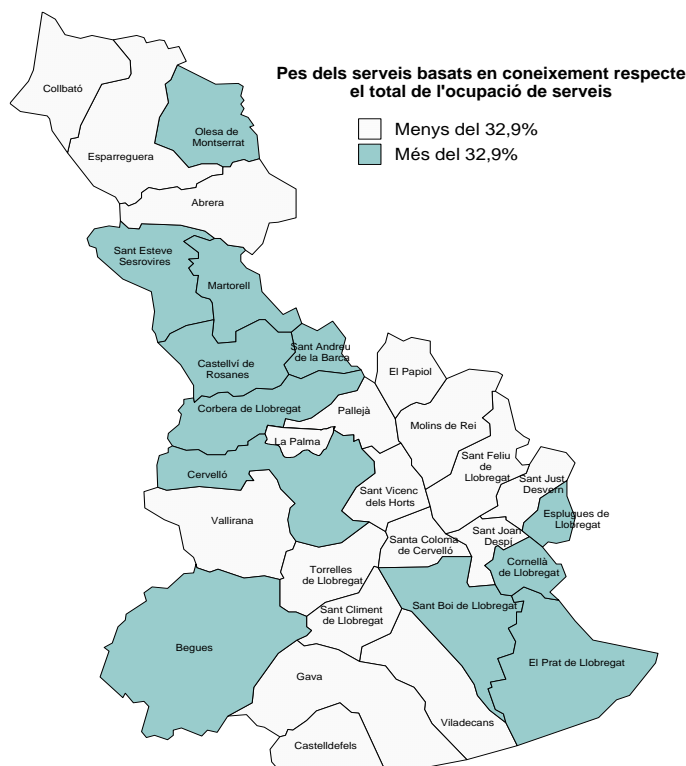 Pes dels serveis basats en coneixement respecte
el total de l'ocupació de serveis
Menys del 32,9%
Més del 32,9%
Collbató
Olesa de
Montserrat
Esparreguera
Abrera
Sant Esteve
Sesrovires
Martorell
Sant Andreu
de la Barca
Castellví de
Rosanes
El Papiol
Corbera de Llobregat
Pallejà
Molins de Rei
La Palma
Sant Feliu
de
Llobregat
Cervelló
Sant Just
Desvern
Sant Vicenç
dels Horts
Esplugues de
Llobregat
Vallirana
Sant Joan
Despí
Santa Coloma
de Cervelló
Cornellà
de Llobregat
Torrelles
de Llobregat
Sant Boi de Llobregat
Sant Climent
de Llobregat
Begues
El Prat de Llobregat
Gava
Viladecans
Castelldefels